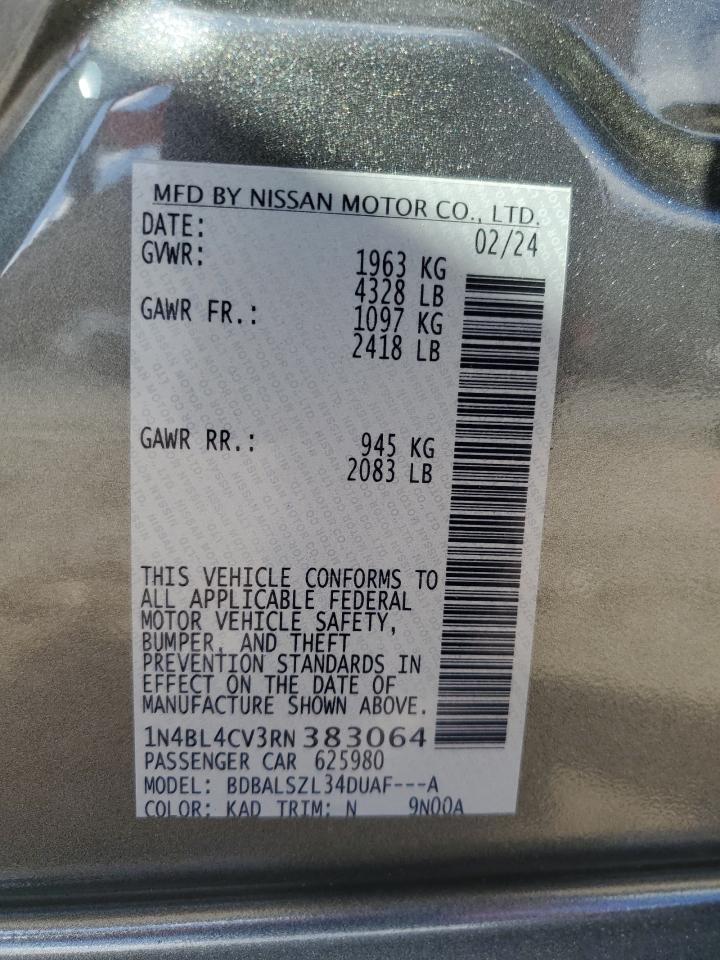 MFD BY NISSAN MOTOR CO., LTD.
DATE: 02/24
GVWR: 1963 KG
4328 LB
GAWR FR.: 1097 KG
2418 LB
GAWR RR.: 945 KG
2083 LB
THIS VEHICLE CONFORMS TO
ALL APPLICABLE FEDERAL
MOTOR VEHICLE SAFETY,
BUMPER, AND THEFT
PREVENTION STANDARDS IN
EFFECT ON THE DATE OF
MANUFACTURE SHOWN ABOVE.
1N4BL4CV3RN383064
PASSENGER CAR 625980
MODEL: BDBALSZL34DUAF---A
COLOR: KAD TRIM: N 9N00A